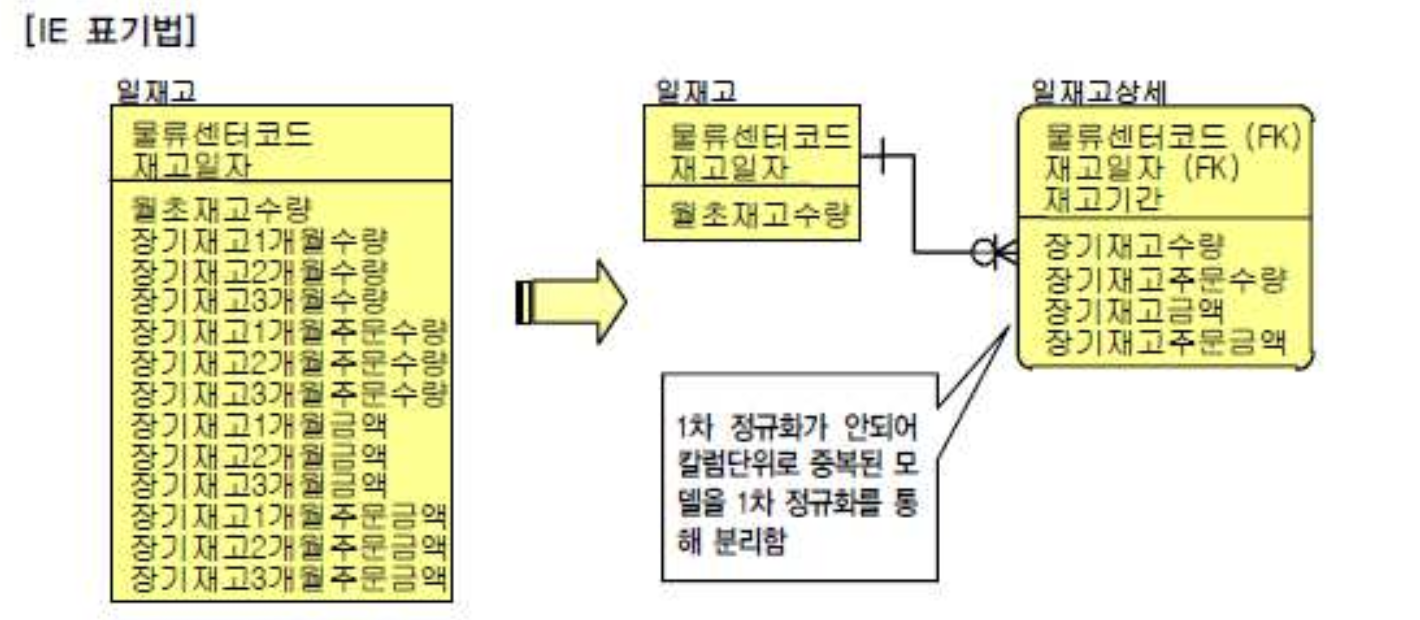 [IE 표기법]
일재고
물류센터코드
재고일자
월초재고수량
장기재고1개월수량
장기재고2개월수량
장기재고3개월수량
장기재고1개월주문수량
장기재고2개월주문수량
장기재고3개월주문수량
장기재고1개월금액
장기재고2개월금액
장기재고3개월금액
장기재고1개월주문금액
장기재고2개월주문금액
장기재고3개월주문금액
일재고
물류센터코드
재고일자
월초재고수량
일재고상세
물류센터코드 (FK)
재고일자 (FK)
재고기간
장기재고수량
장기재고주문수량
장기재고금액
장기재고주문금액
1차 정규화가 안되어
칼럼단위로 중복된 모
델을 1차 정규화를 통
해 분리함